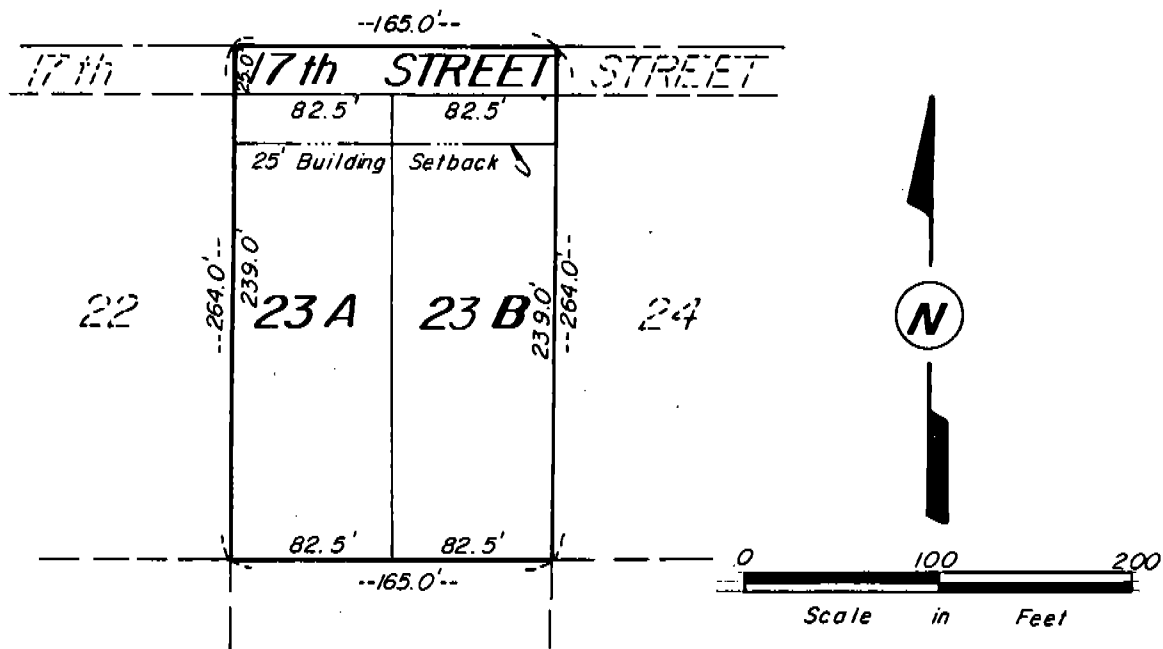 --165.0'--
17th 17th STREET STREET
25.0'
82.5' 82.5'
25' Building Setback
--264.0'--
239.0'
22 23 A 23 B 24
239.0'
--264.0'--
N
82.5' 82.5'
--165.0'--
0 100 200
Scale in Feet